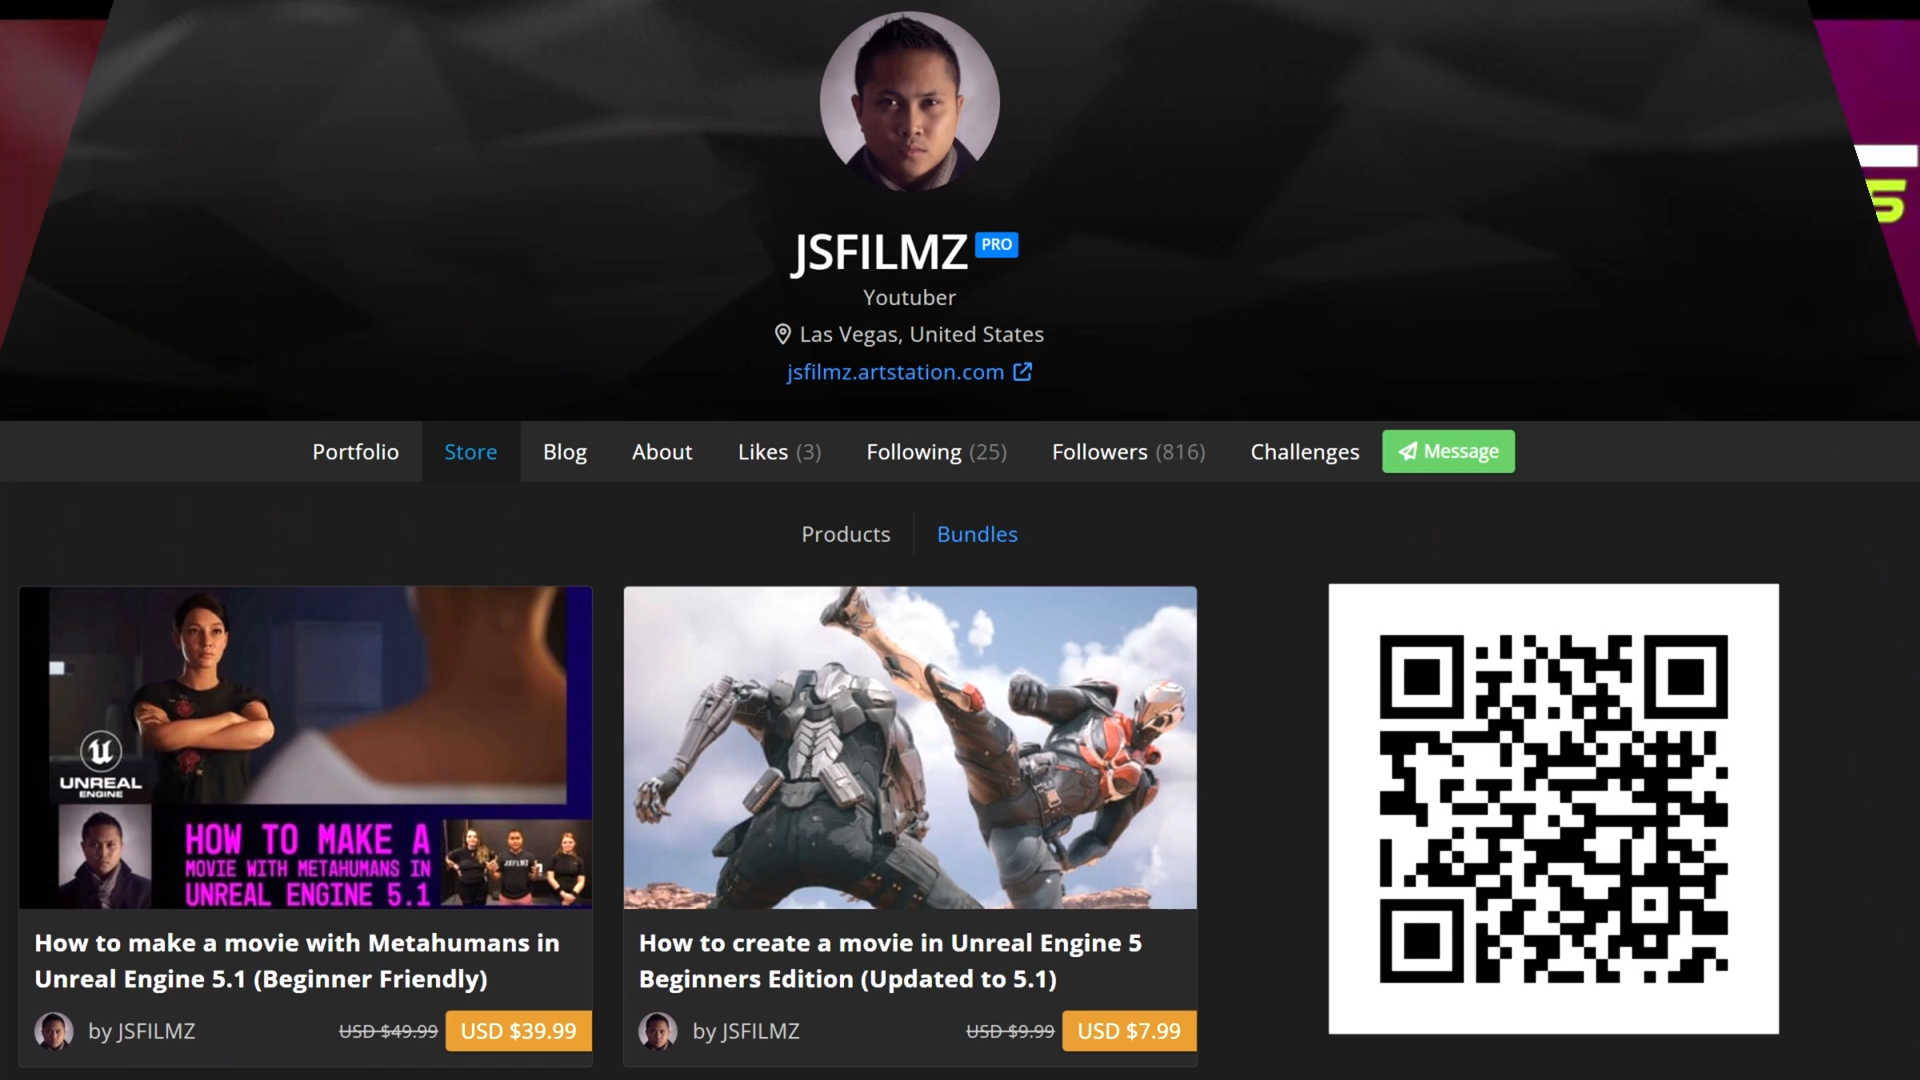 JSFILMZ PRO
Youtuber
Las Vegas, United States
jsfilmz.artstation.com
Portfolio Store Blog About Likes (3) Following (25) Followers (816) Challenges Message
Products Bundles
UNREAL
ENGINE
HOW TO MAKE A
MOVIE WITH METAHUMANS IN
UNREAL ENGINE 5.1
JSFILMZ
How to make a movie with Metahumans in
Unreal Engine 5.1 (Beginner Friendly)
by JSFILMZ USD $49.99 USD $39.99
How to create a movie in Unreal Engine 5
Beginners Edition (Updated to 5.1)
by JSFILMZ USD $9.99 USD $7.99